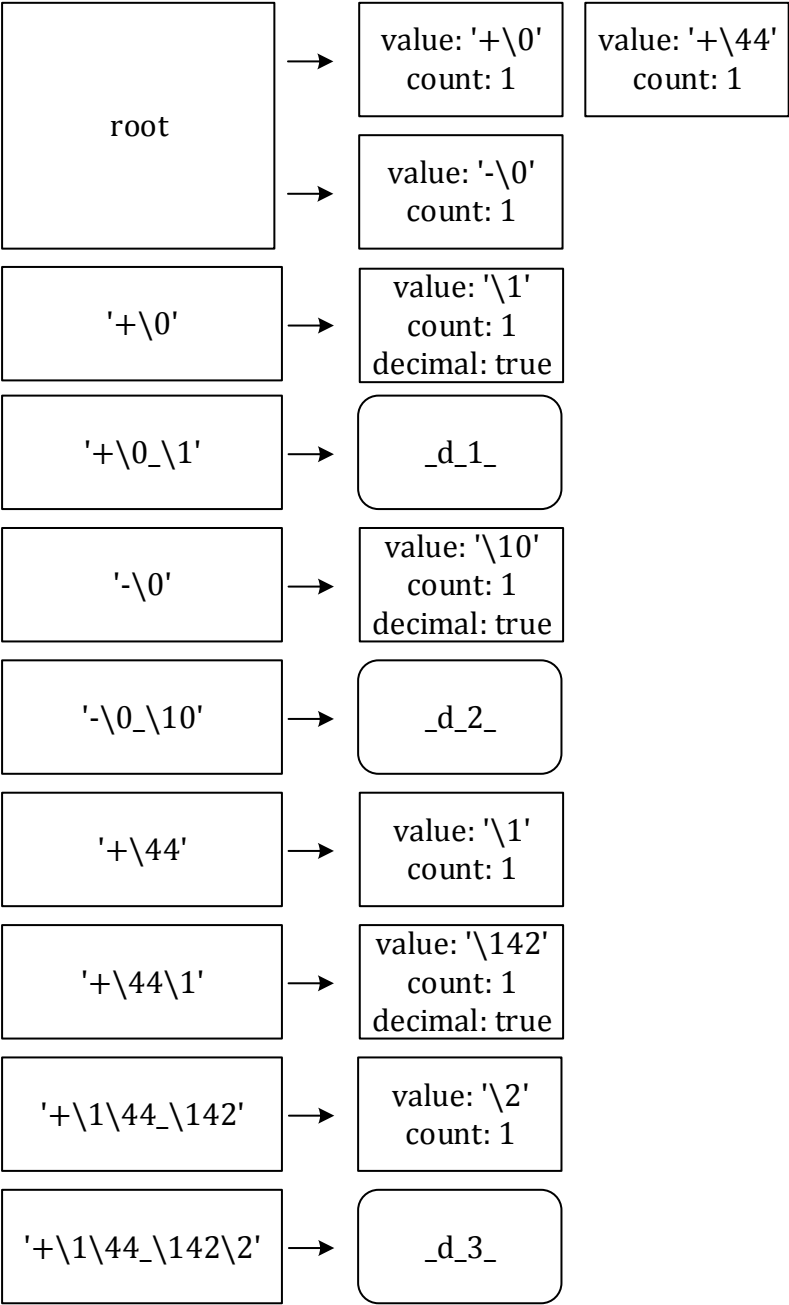 root
value: '+\0'
count: 1
value: '+\44'
count: 1
value: '-\0'
count: 1
'+\0'
value: '\1'
count: 1
decimal: true
'+\0_\1'
_d_1_
'-\0'
value: '\10'
count: 1
decimal: true
'-\0_\10'
_d_2_
'+\44'
value: '\1'
count: 1
'+\44\1'
value: '\142'
count: 1
decimal: true
'+\1\44_\142'
value: '\2'
count: 1
'+\1\44_\142\2'
_d_3_